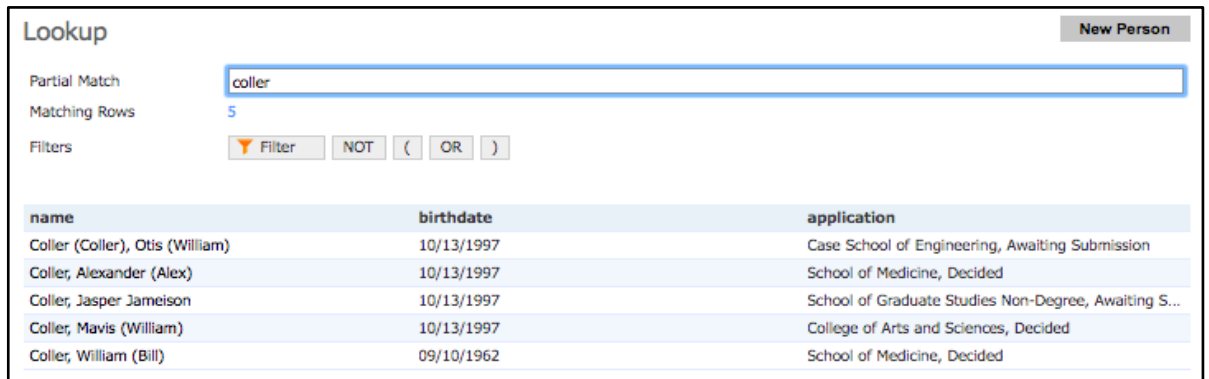 Lookup New Person
Partial Match coller
Matching Rows 5
Filters Filter NOT ( OR )
name birthdate application
Coller (Coller), Otis (William) 10/13/1997 Case School of Engineering, Awaiting Submission
Coller, Alexander (Alex) 10/13/1997 School of Medicine, Decided
Coller, Jasper Jameison 10/13/1997 School of Graduate Studies Non-Degree, Awaiting S...
Coller, Mavis (William) 10/13/1997 College of Arts and Sciences, Decided
Coller, William (Bill) 09/10/1962 School of Medicine, Decided